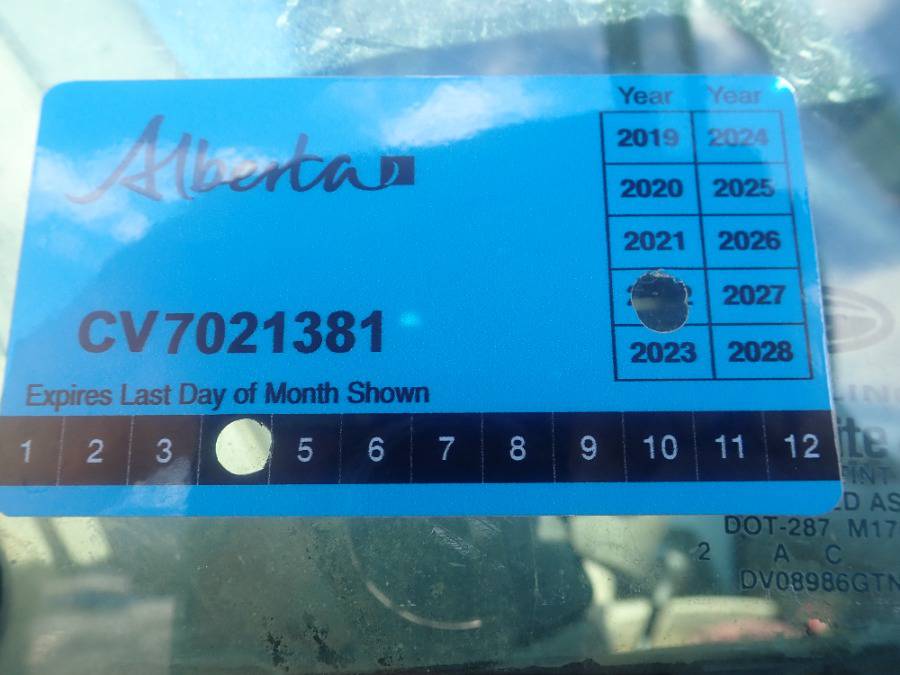 Alberta
Year Year
2019 2024
2020 2025
2021 2026
2027
2023 2028
CV7021381
Expires Last Day of Month Shown
1 2 3 5 6 7 8 9 10 11 12
DOT-287 M17
2 A C
DV08986GTN